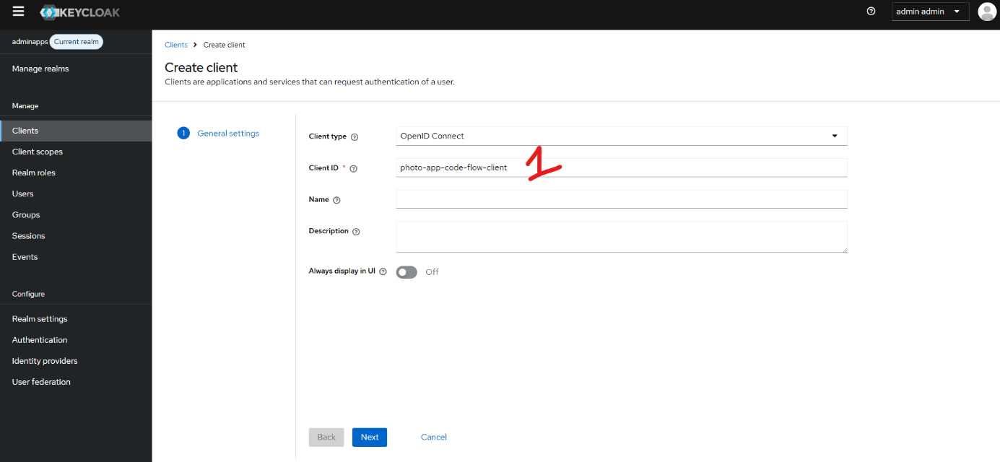 KEYCLOAK
admin admin
adminapps Current realm
Manage realms
Manage
Clients
Client scopes
Realm roles
Users
Groups
Sessions
Events
Configure
Realm settings
Authentication
Identity providers
User federation
Clients > Create client
Create client
Clients are applications and services that can request authentication of a user.
1 General settings
Client type ?
OpenID Connect
Client ID * ?
photo-app-code-flow-client
1
Name ?
Description ?
Always display in UI ?
Off
Back
Next
Cancel